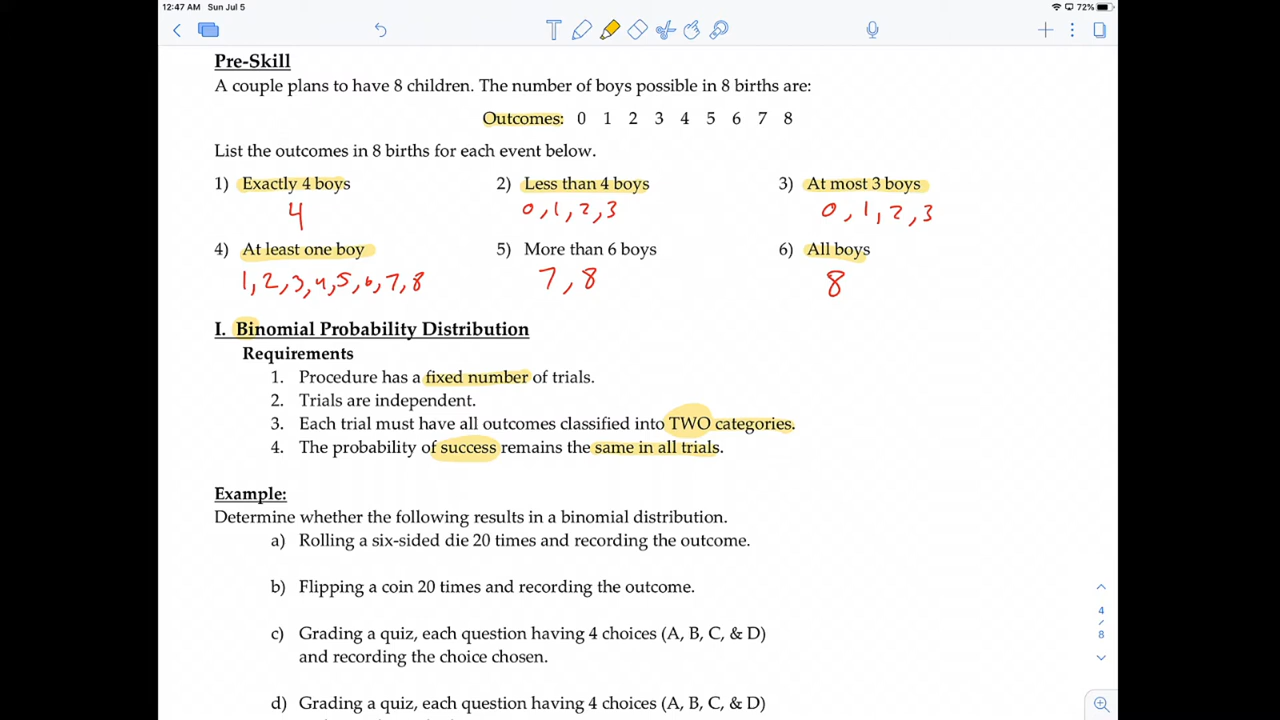 12:47 AM Sun Jul 5 72%
T
Pre-Skill
A couple plans to have 8 children. The number of boys possible in 8 births are:
Outcomes: 0 1 2 3 4 5 6 7 8
List the outcomes in 8 births for each event below.
1) Exactly 4 boys 2) Less than 4 boys 3) At most 3 boys
4 0,1,2,3 0,1,2,3
4) At least one boy 5) More than 6 boys 6) All boys
1,2,3,4,5,6,7,8 7,8 8
I. Binomial Probability Distribution
Requirements
1. Procedure has a fixed number of trials.
2. Trials are independent.
3. Each trial must have all outcomes classified into TWO categories.
4. The probability of success remains the same in all trials.
Example:
Determine whether the following results in a binomial distribution.
a) Rolling a six-sided die 20 times and recording the outcome.
b) Flipping a coin 20 times and recording the outcome.
4
/
8
c) Grading a quiz, each question having 4 choices (A, B, C, & D)
and recording the choice chosen.
d) Grading a quiz, each question having 4 choices (A, B, C, & D)